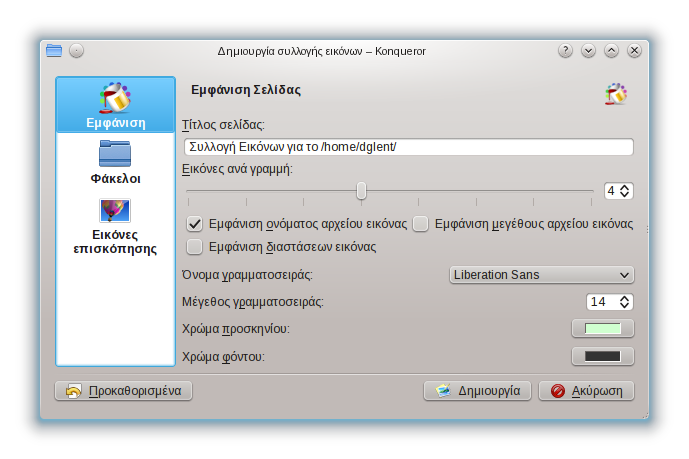 Δημιουργία συλλογής εικόνων – Konqueror
?
Εμφάνιση
Φάκελοι
Εικόνες
επισκόπησης
Εμφάνιση Σελίδας
Τίτλος σελίδας:
Συλλογή Εικόνων για το /home/dglent/
Εικόνες ανά γραμμή:
4
Εμφάνιση ονόματος αρχείου εικόνας Εμφάνιση μεγέθους αρχείου εικόνας
Εμφάνιση διαστάσεων εικόνας
Όνομα γραμματοσειράς: Liberation Sans
Μέγεθος γραμματοσειράς: 14
Χρώμα προσκηνίου:
Χρώμα φόντου:
Προκαθορισμένα Δημιουργία Ακύρωση